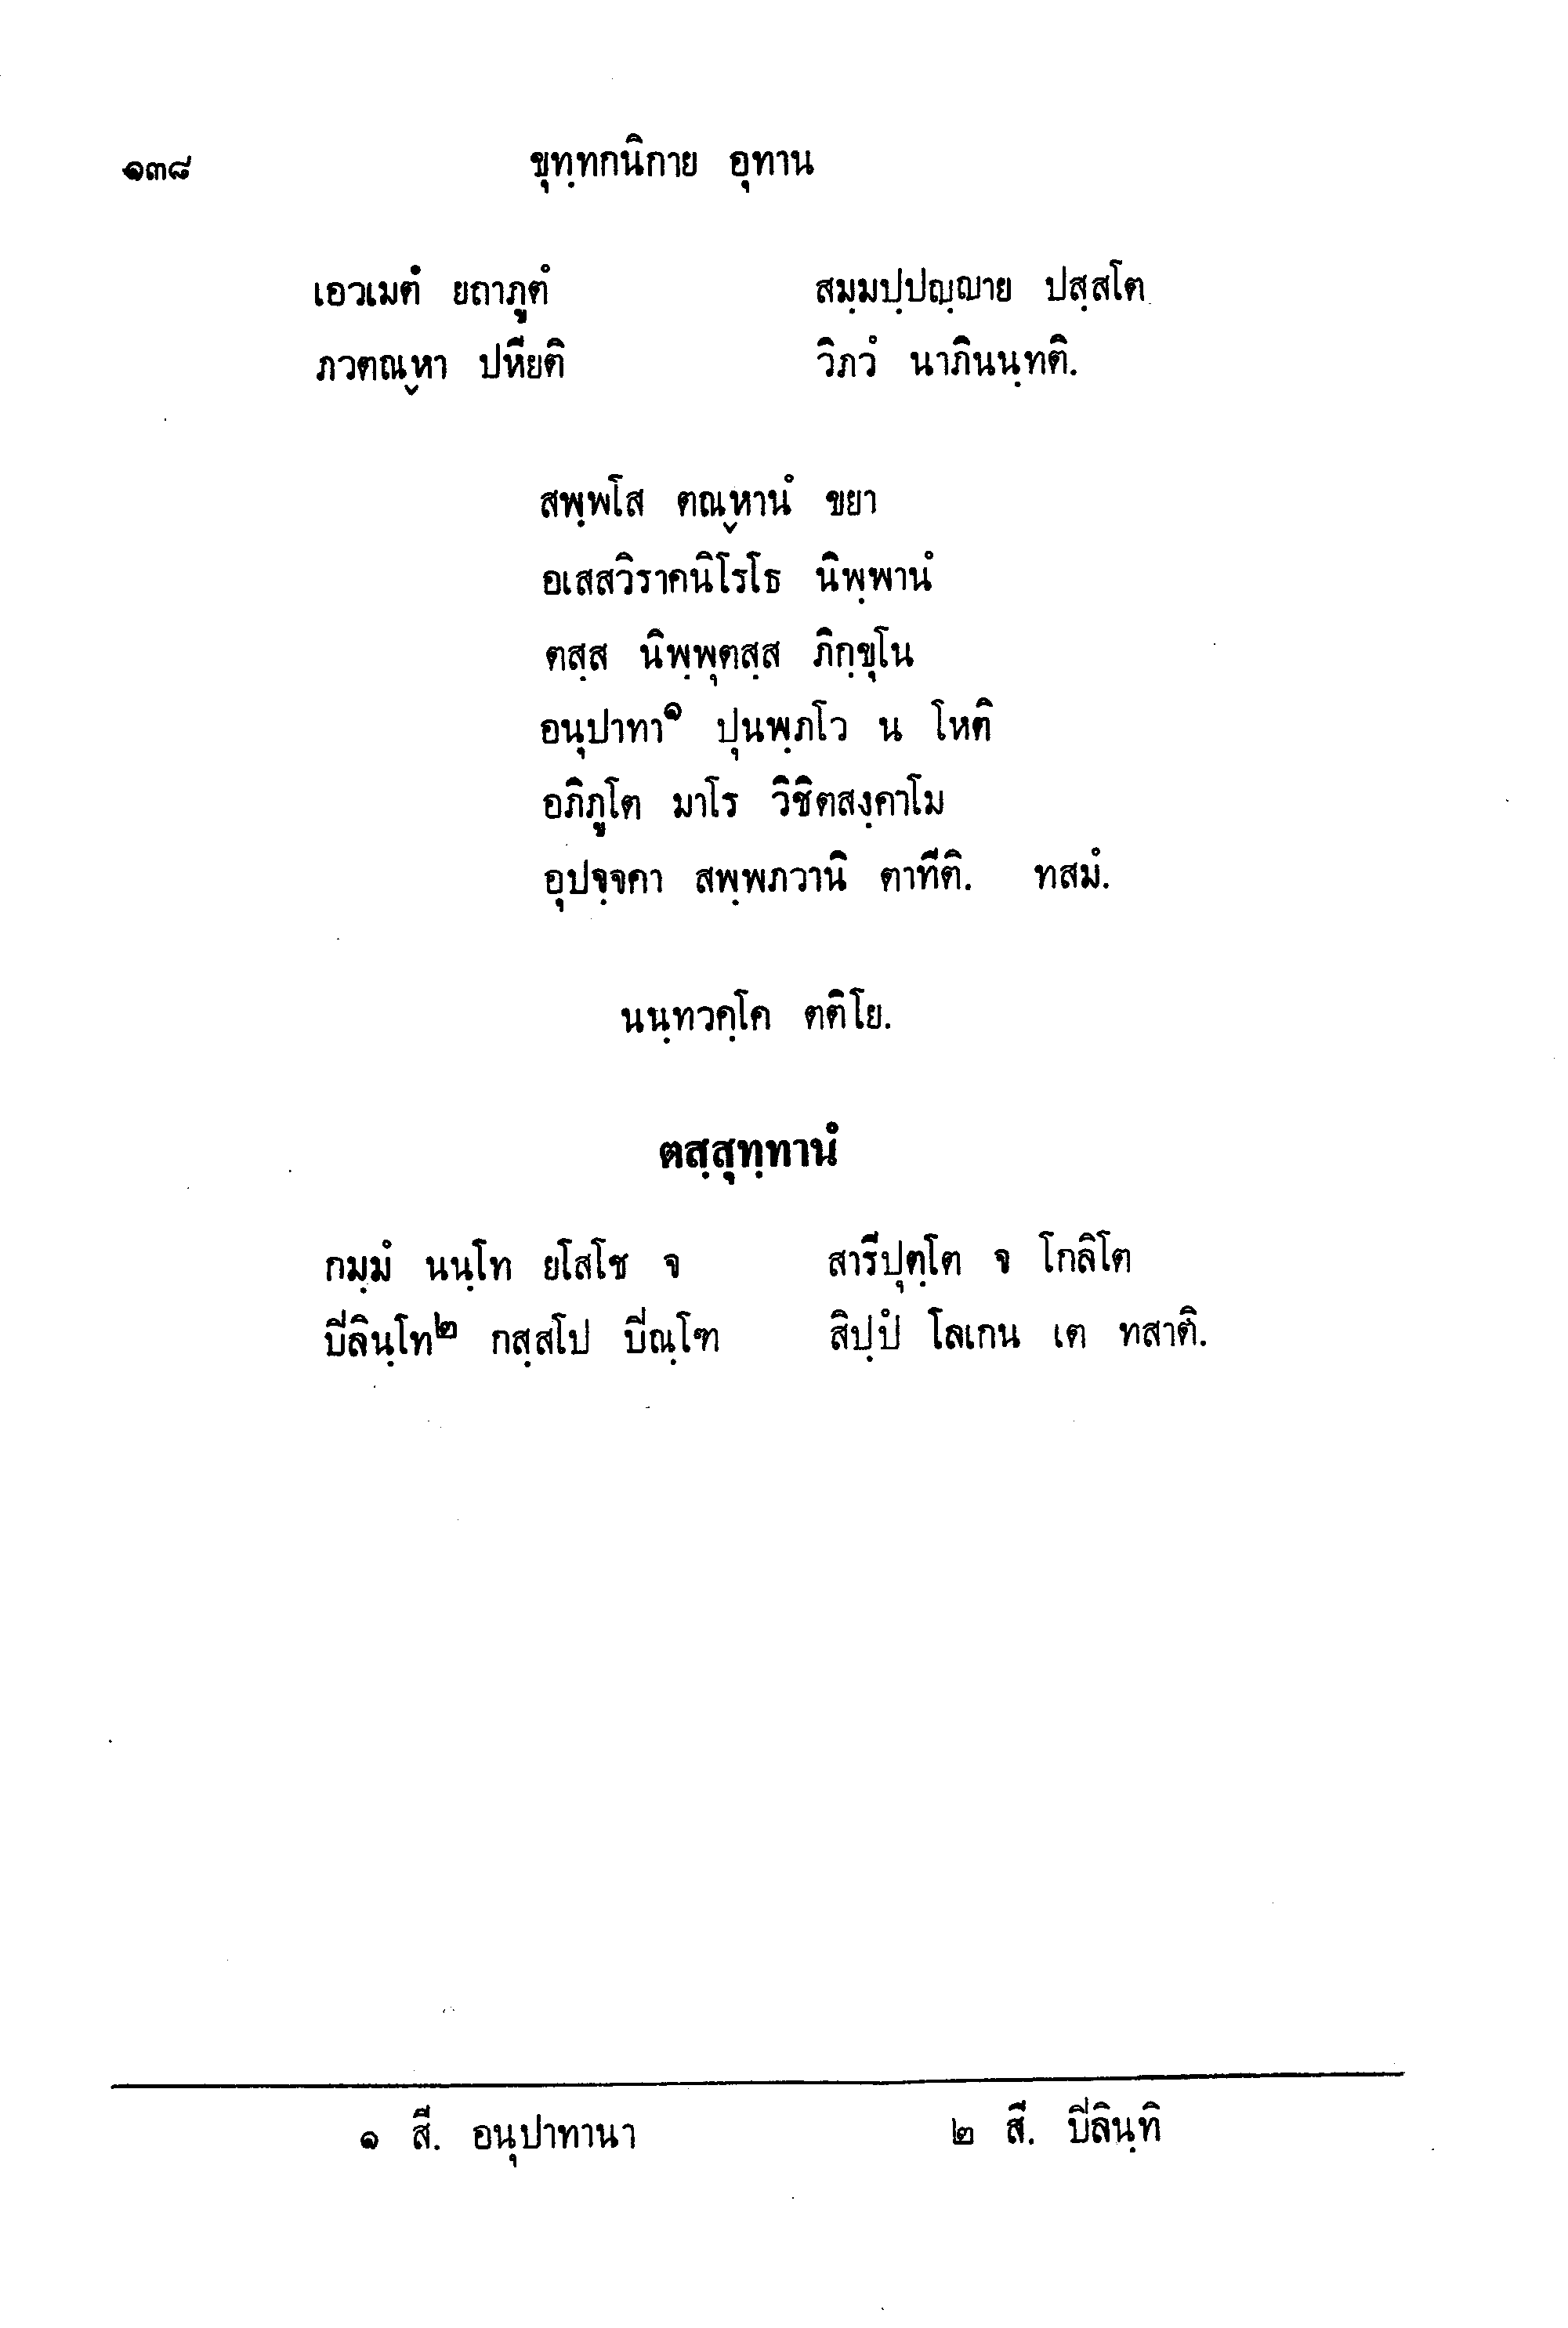 ๑๓๘ ขุทฺทกนิกาย อุทาน
เอวเมตํ ยถาภูตํ สมฺมปฺปญฺญาย ปสฺสโต
ภวตณฺหา ปหียติ วิภวํ นาภินนฺทติ.
สพฺพโส ตณฺหานํ ขยา
อเสสวิราคนิโรโธ นิพฺพานํ
ตสฺส นิพฺพุตสฺส ภิกฺขุโน
อนุปาทา๑ ปุนพฺภโว น โหติ
อภิภูโต มาโร วิชิตสงฺคาโม
อุปจฺจคา สพฺพภวานิ ตาทีติ. ทสมํ.
นนฺทวคฺโค ตติโย.
ตสฺสุทฺทานํ
กมฺมํ นนฺโท ยโสโช จ สารีปุตฺโต จ โกลิโต
ปิลินฺโท๒ กสฺสโป ปิณฺโฑ สิปฺปํ โลเกน เต ทสาติ.
๑ สี. อนุปาทานา ๒ สี. ปิลินฺทิ